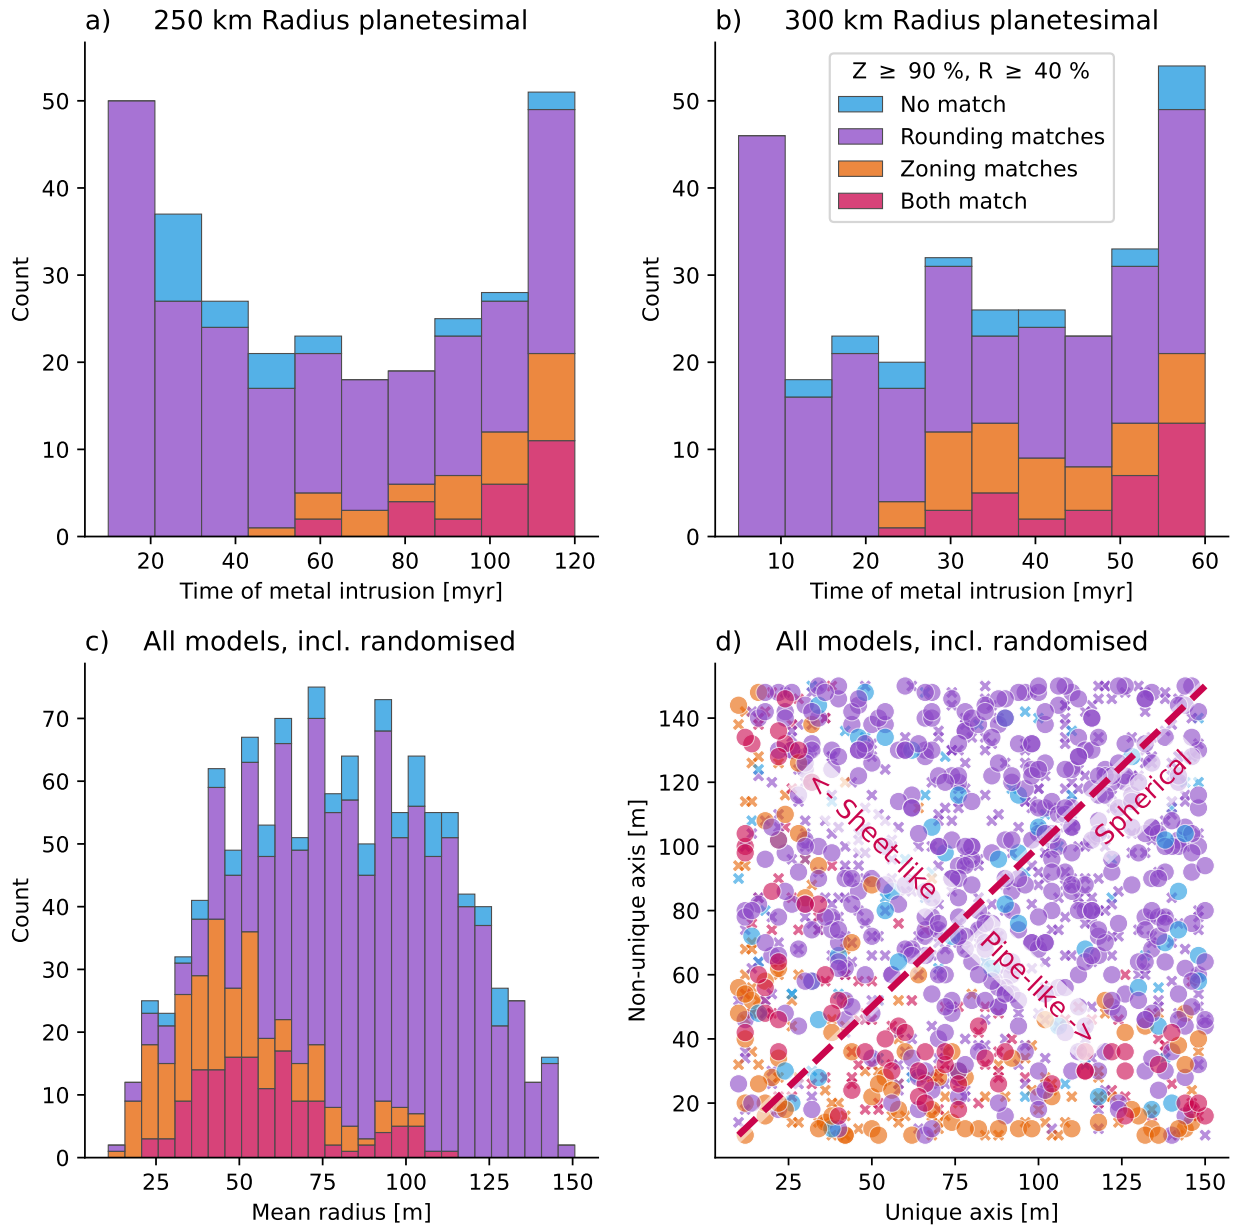 a) 250 km Radius planetesimal
b) 300 km Radius planetesimal
Z ≥ 90 %, R ≥ 40 %
No match
Rounding matches
Zoning matches
Both match
Count
50
40
30
20
10
0
20 40 60 80 100 120
Time of metal intrusion [myr]
Count
50
40
30
20
10
0
10 20 30 40 50 60
Time of metal intrusion [myr]
c) All models, incl. randomised
Count
70
60
50
40
30
20
10
0
25 50 75 100 125 150
Mean radius [m]
d) All models, incl. randomised
Non-unique axis [m]
140
120
100
80
60
40
20
<- Sheet-like
Spherical
Pipe-like ->
25 50 75 100 125 150
Unique axis [m]